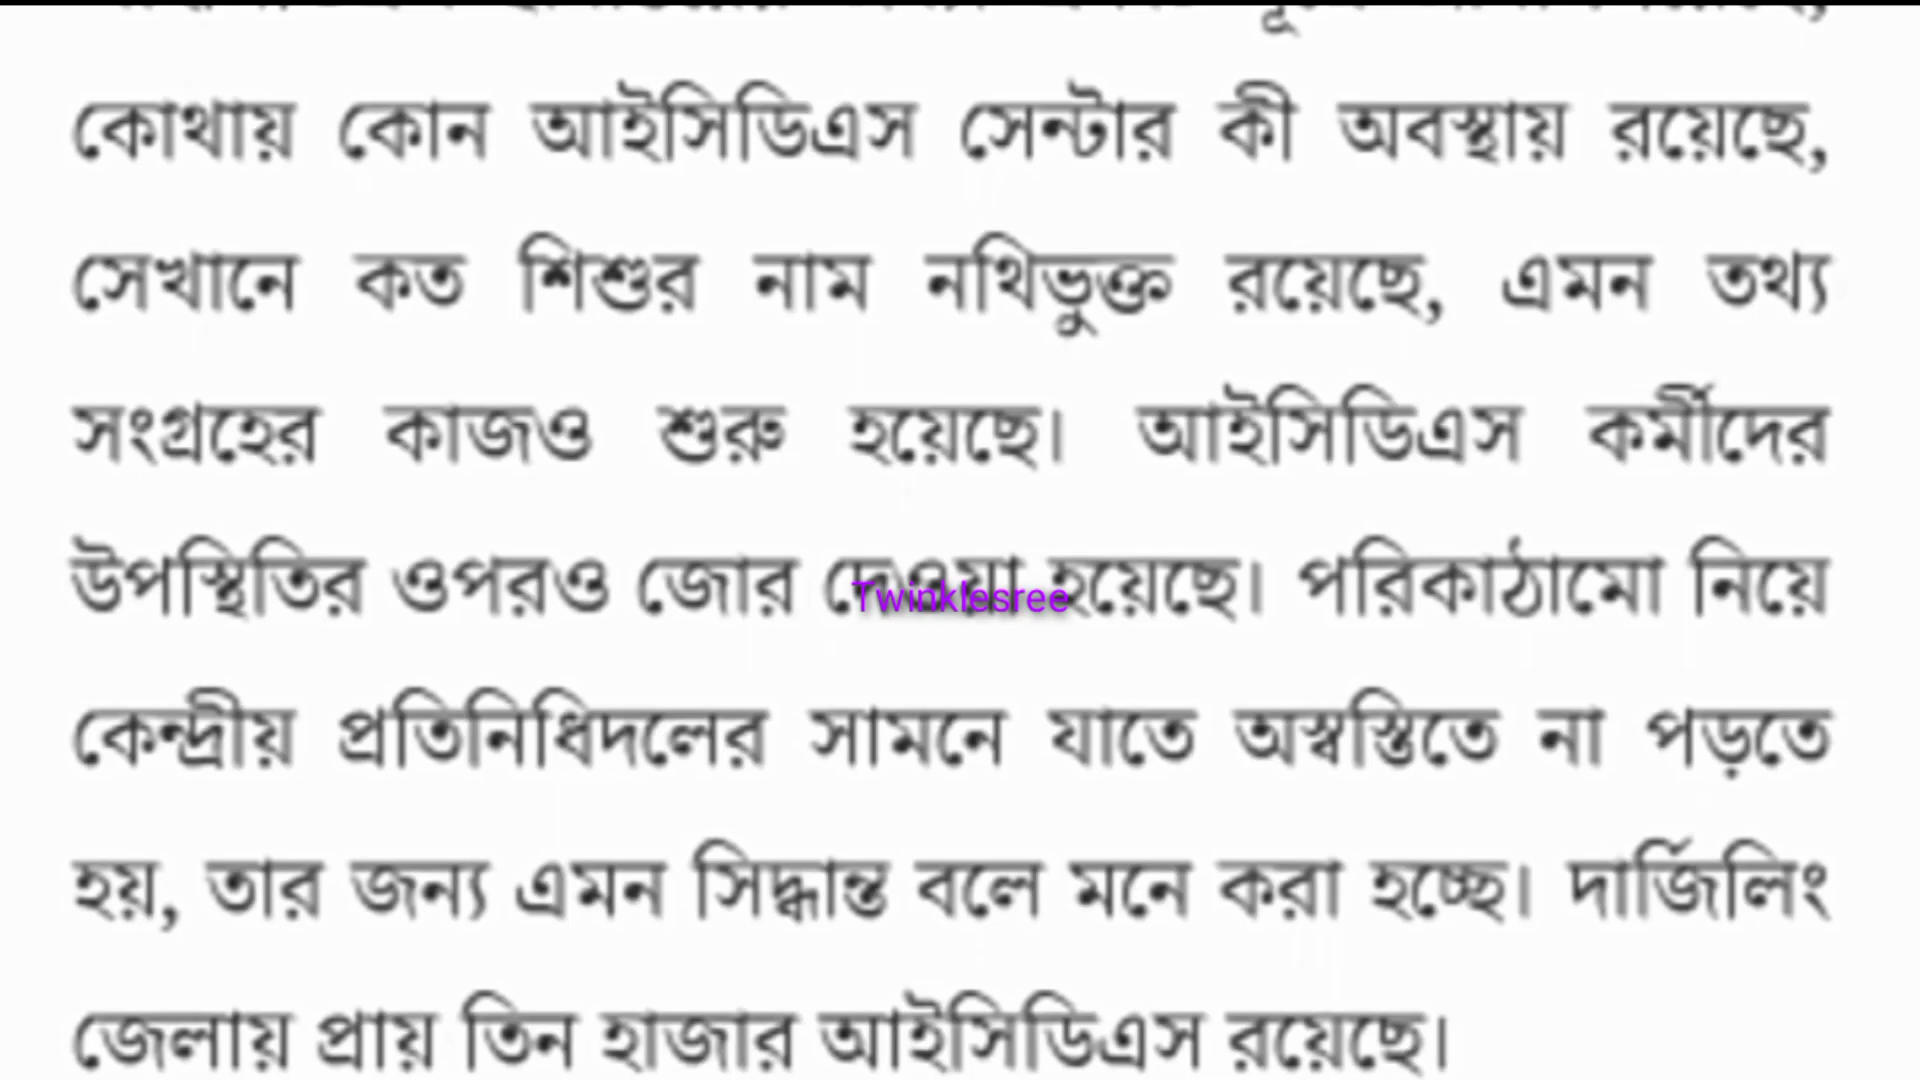 কোথায় কোন আইসিডিএস সেন্টার কী অবস্থায় রয়েছে,
সেখানে কত শিশুর নাম নথিভুক্ত রয়েছে, এমন তথ্য
সংগ্রহের কাজও শুরু হয়েছে। আইসিডিএস কর্মীদের
উপস্থিতির ওপরও জোর দেওয়া হয়েছে। পরিকাঠামো নিয়ে
Twinklesree
কেন্দ্রীয় প্রতিনিধিদলের সামনে যাতে অস্বস্তিতে না পড়তে
হয়, তার জন্য এমন সিদ্ধান্ত বলে মনে করা হচ্ছে। দার্জিলিং
জেলায় প্রায় তিন হাজার আইসিডিএস রয়েছে।